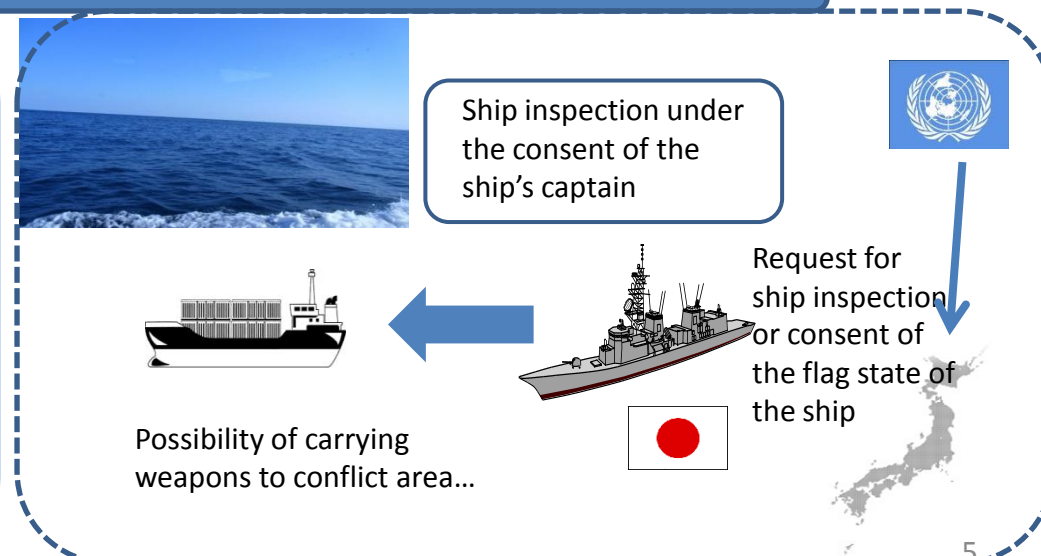 Ship inspection under
the consent of the
ship’s captain
Request for
ship inspection
or consent of
the flag state of
the ship
Possibility of carrying
weapons to conflict area…
5